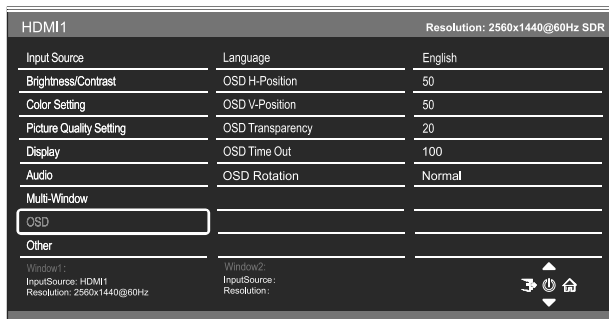 HDMI1 Resolution: 2560x1440@60Hz SDR
Input Source Language English
Brightness/Contrast OSD H-Position 50
Color Setting OSD V-Position 50
Picture Quality Setting OSD Transparency 20
Display OSD Time Out 100
Audio OSD Rotation Normal
Multi-Window
OSD
Other
Window1: Window2:
InputSource: HDMI1 InputSource:
Resolution: 2560x1440@60Hz Resolution: